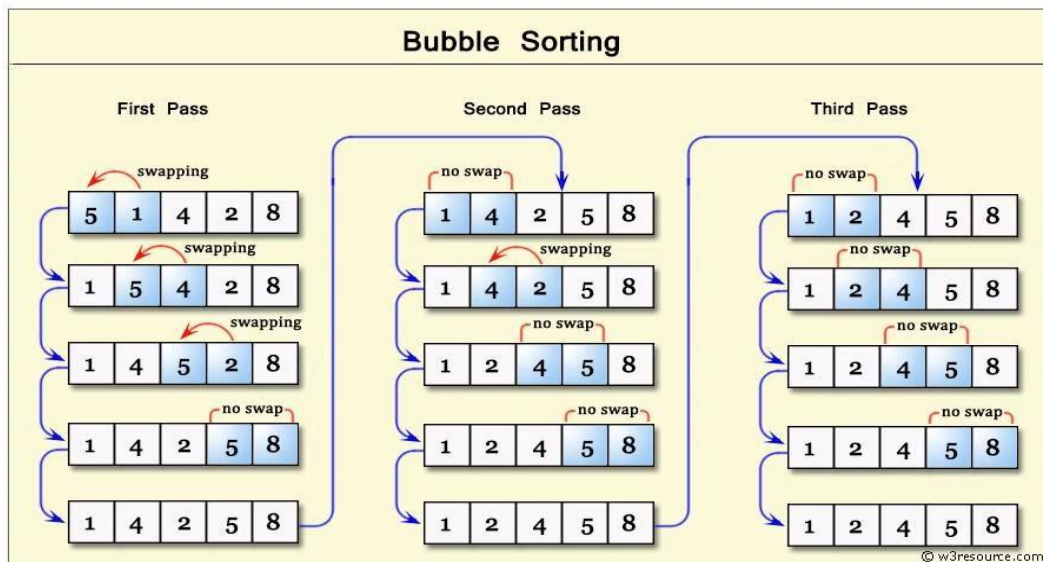 Bubble Sorting
First Pass
swapping
5 1 4 2 8
swapping
1 5 4 2 8
swapping
1 4 5 2 8
no swap
1 4 2 5 8
1 4 2 5 8
Second Pass
no swap
1 4 2 5 8
swapping
1 4 2 5 8
no swap
1 2 4 5 8
no swap
1 2 4 5 8
1 2 4 5 8
Third Pass
no swap
1 2 4 5 8
no swap
1 2 4 5 8
no swap
1 2 4 5 8
no swap
1 2 4 5 8
1 2 4 5 8
© w3resource.com